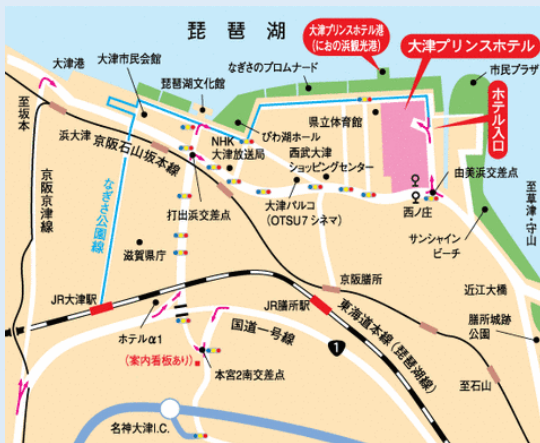 琵琶湖
大津プリンスホテル港
(におの浜観光港)
大津プリンスホテル
大津港
大津市民会館
琵琶湖文化館
なぎさのプロムナード
市民プラザ
至坂本
浜大津
京阪石山坂本線
NHK
大津放送局
びわ湖ホール
県立体育館
ホテル入口
西武大津
ショッピングセンター
由美浜交差点
京阪京津線
なぎさ公園線
打出浜交差点
大津パルコ
(OTSU7シネマ)
西ノ庄
至草津・守山
サンシャイン
ビーチ
滋賀県庁
京阪膳所
近江大橋
JR大津駅
JR膳所駅
東海道本線(琵琶湖線)
膳所城跡
公園
ホテルα1
国道一号線
1
(案内看板あり)
本宮2南交差点
至石山
名神大津I.C.